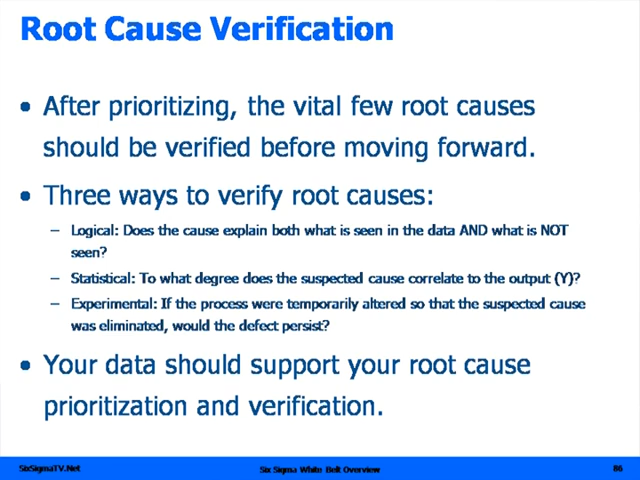 Root Cause Verification
• After prioritizing, the vital few root causes
should be verified before moving forward.
• Three ways to verify root causes:
– Logical: Does the cause explain both what is seen in the data AND what is NOT
seen?
– Statistical: To what degree does the suspected cause correlate to the output (Y)?
– Experimental: If the process were temporarily altered so that the suspected cause
was eliminated, would the defect persist?
• Your data should support your root cause
prioritization and verification.
SixSigmaTV.Net Six Sigma White Belt Overview 86